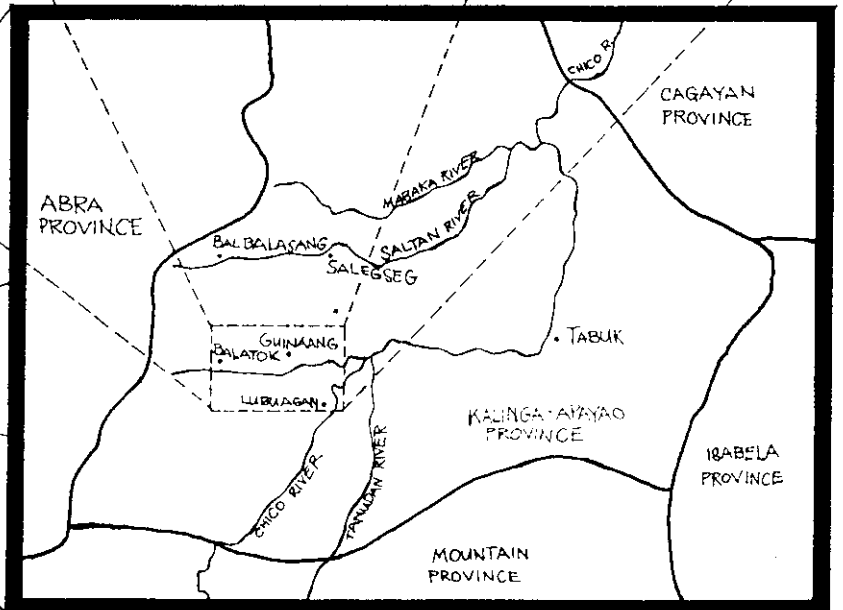 CHICO R.
CAGAYAN
PROVINCE
MABAKA RIVER
ABRA
PROVINCE
SALTAN RIVER
BALBALASANG
SALEGSEG
GUINAANG
BALATOK
TABUK
LUBUAGAN
KALINGA-APAYAO
PROVINCE
ISABELA
PROVINCE
CHICO RIVER
TANUDAN RIVER
MOUNTAIN
PROVINCE